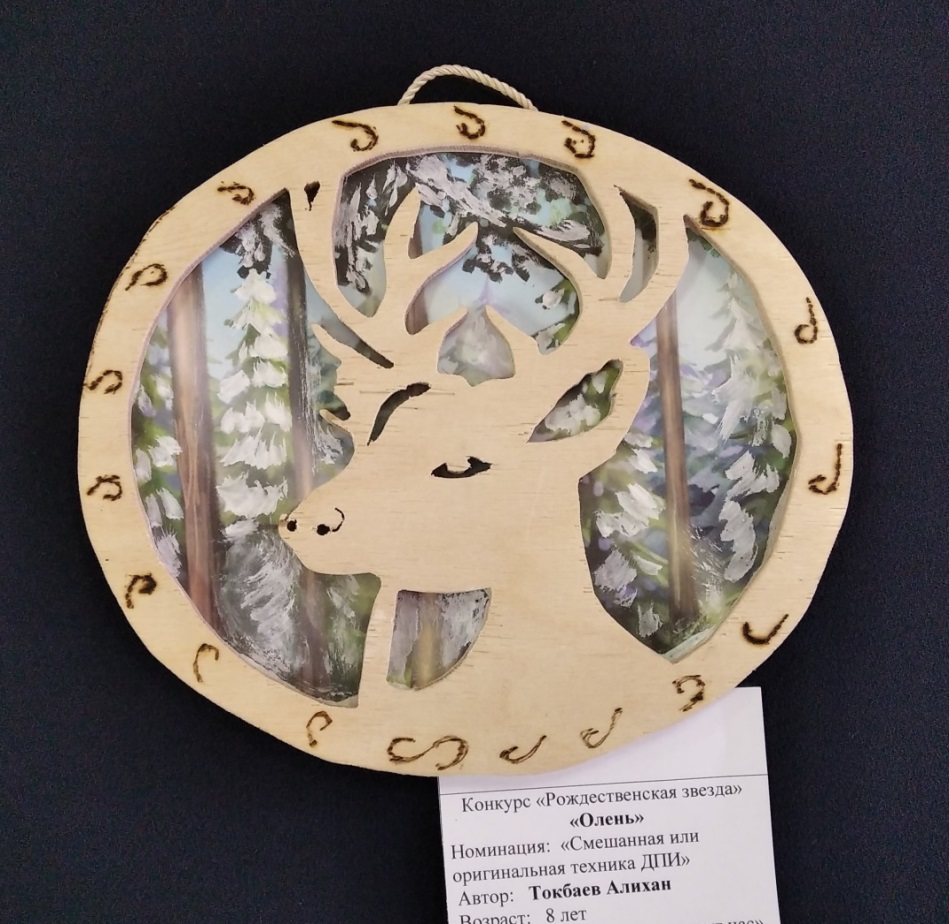 Конкурс «Рождественская звезда»
«Олень»
Номинация: «Смешанная или
оригинальная техника ДПИ»
Автор: Токбаев Алихан
Возраст: 8 лет